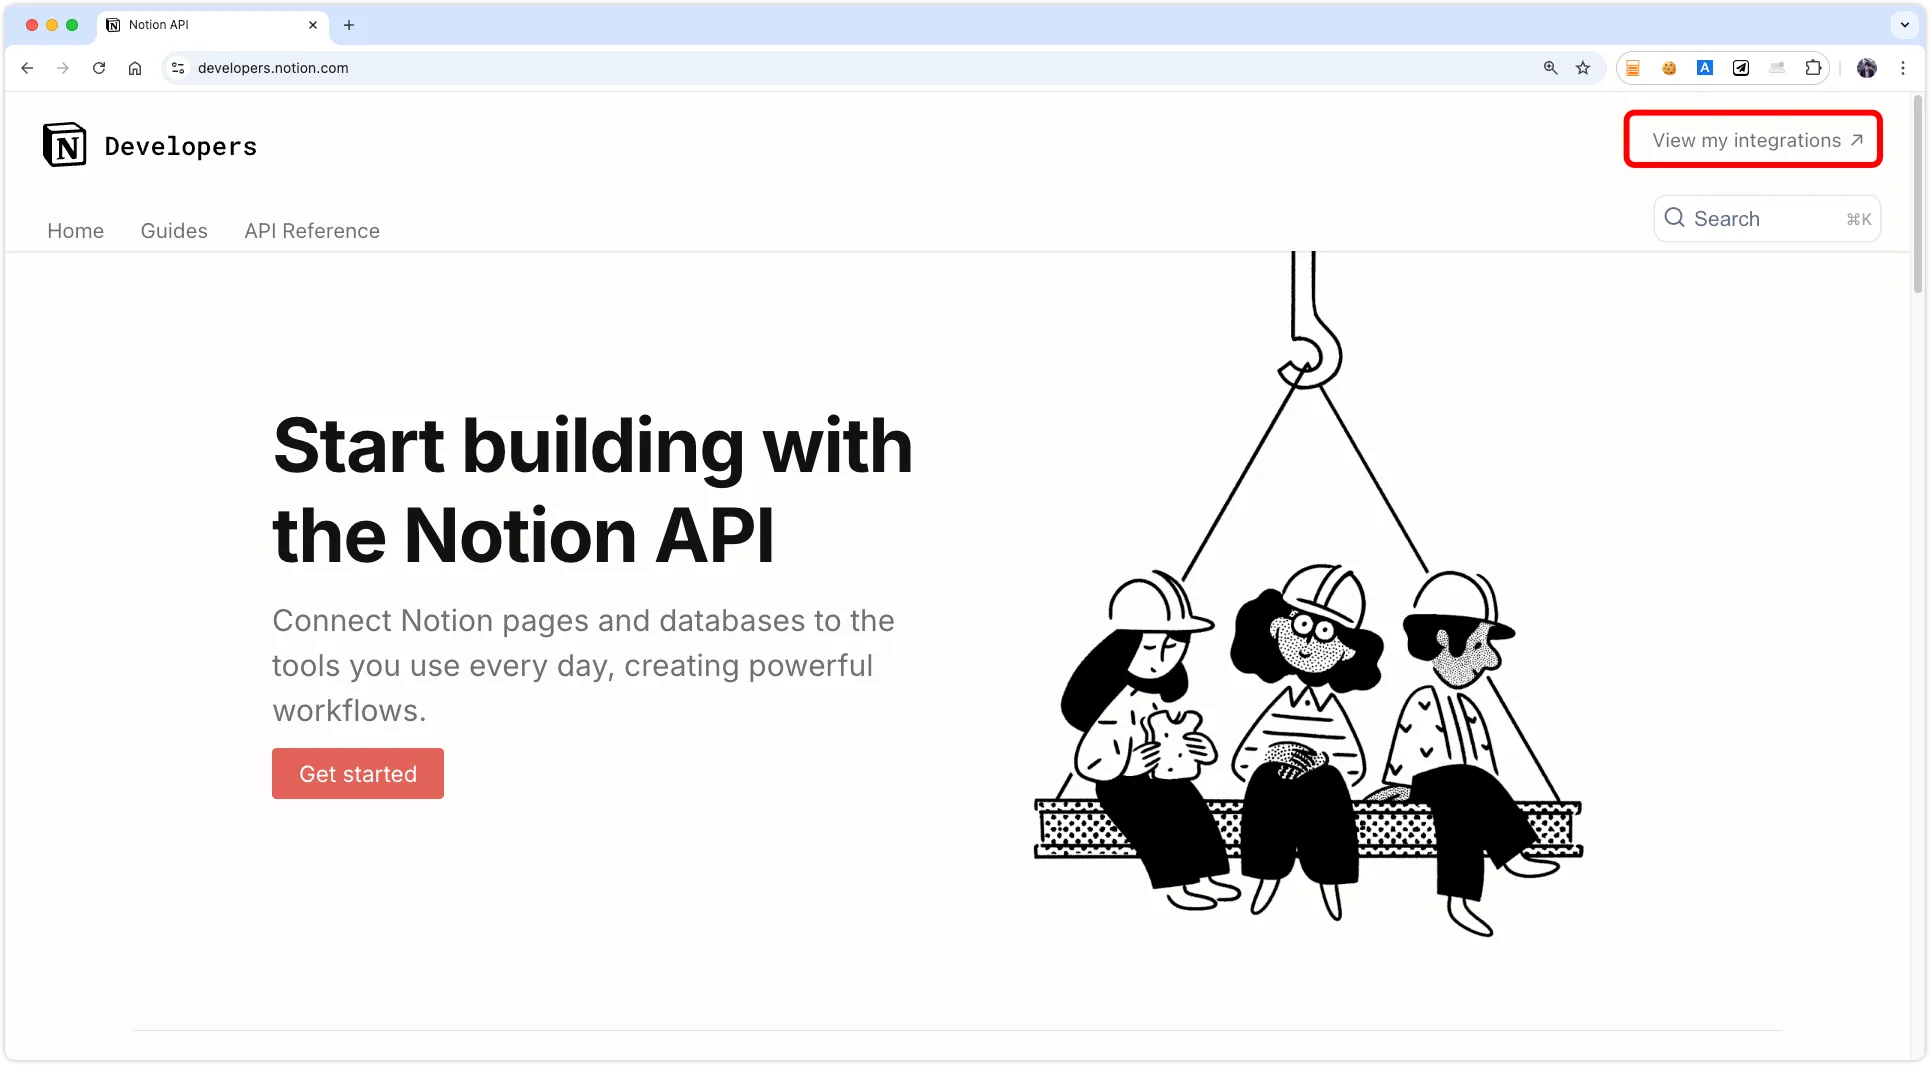 Notion API
developers.notion.com
N Developers
View my integrations ↗
Home Guides API Reference
Search ⌘K
Start building with
the Notion API
Connect Notion pages and databases to the
tools you use every day, creating powerful
workflows.
Get started